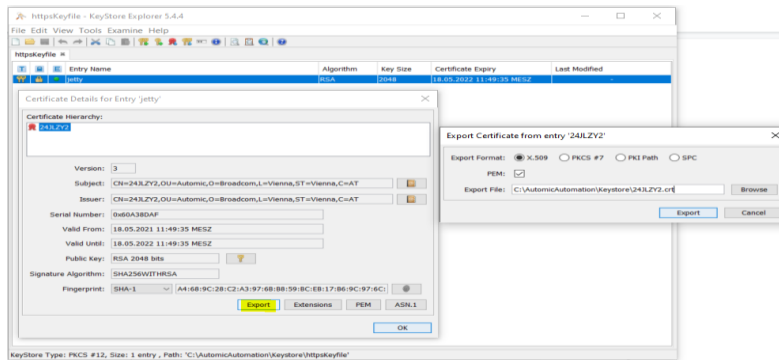 httpsKeyfile - KeyStore Explorer 5.4.4
File Edit View Tools Examine Help
httpsKeyfile
T E Entry Name Algorithm Key Size Certificate Expiry Last Modified
jetty RSA 2048 18.05.2022 11:49:35 MESZ -
Certificate Details for Entry 'jetty'
Certificate Hierarchy:
24JLZY2
Version: 3
Subject: CN=24JLZY2,OU=Automic,O=Broadcom,L=Vienna,ST=Vienna,C=AT
Issuer: CN=24JLZY2,OU=Automic,O=Broadcom,L=Vienna,ST=Vienna,C=AT
Serial Number: 0x60A38DAF
Valid From: 18.05.2021 11:49:35 MESZ
Valid Until: 18.05.2022 11:49:35 MESZ
Public Key: RSA 2048 bits
Signature Algorithm: SHA256WITHRSA
Fingerprint: SHA-1 A4:68:9C:28:C2:A3:97:68:B8:59:BC:EB:17:B6:9C:97:6C:
Export Extensions PEM ASN.1
OK
Export Certificate from entry '24JLZY2'
Export Format: X.509 PKCS #7 PKI Path SPC
PEM:
Export File: C:\AutomicAutomation\Keystore\24JLZY2.crt Browse
Export Cancel
KeyStore Type: PKCS #12, Size: 1 entry , Path: 'C:\AutomicAutomation\Keystore\httpsKeyfile'